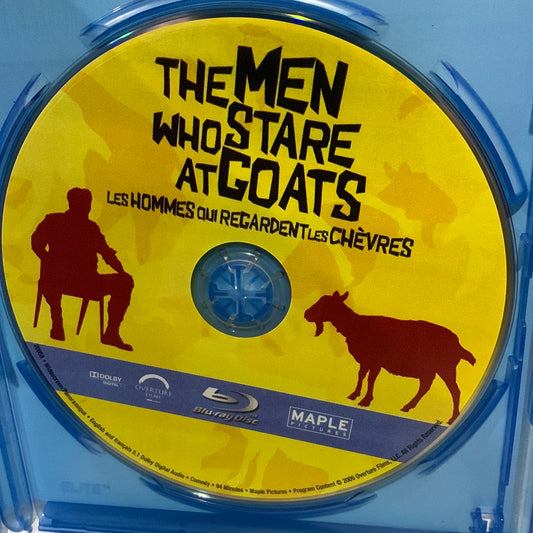 THE MEN
WHO STARE
AT GOATS
LES HOMMES QUI REGARDENT LES CHÈVRES
DOLBY
DIGITAL
OVERTURE
FILMS
Blu-ray Disc
MAPLE
PICTURES
• English and français 5.1 Dolby Digital Audio • Comedy • 94 Minutes • Maple Pictures • Program Content © 2009 Overture Films, LLC. All Rights Reserved.